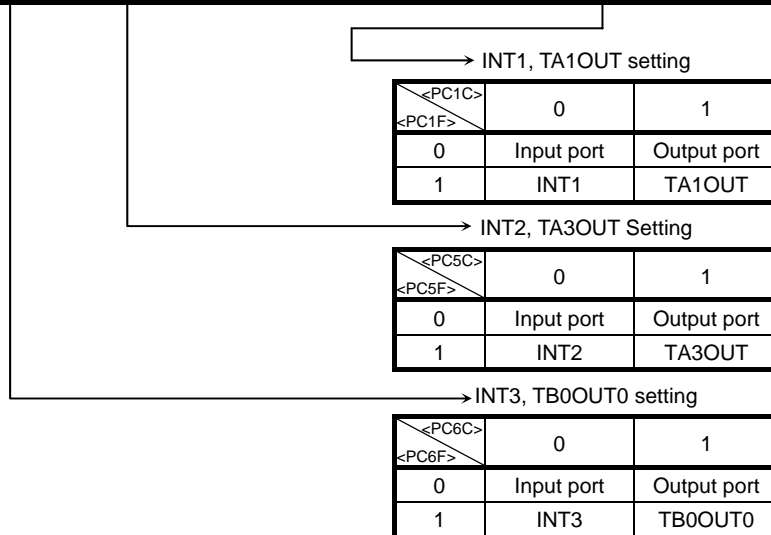 INT1, TA1OUT setting
<PC1C>
<PC1F>
0 1
0 Input port Output port
1 INT1 TA1OUT
INT2, TA3OUT Setting
<PC5C>
<PC5F>
0 1
0 Input port Output port
1 INT2 TA3OUT
INT3, TB0OUT0 setting
<PC6C>
<PC6F>
0 1
0 Input port Output port
1 INT3 TB0OUT0